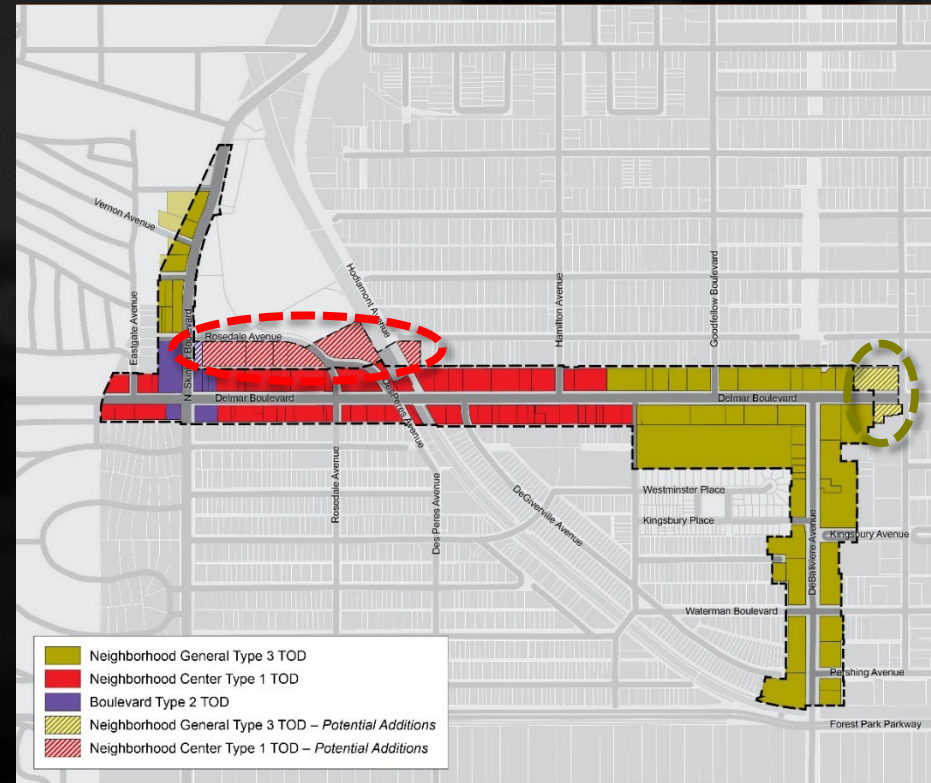 Vernon Avenue
Eastgate Avenue
N. Skinker Boulevard
Rosedale Avenue
Hodiamont Avenue
Hamilton Avenue
Goodfellow Boulevard
Delmar Boulevard
Delmar Boulevard
DesPeres Avenue
Rosedale Avenue
Des Peres Avenue
DeGiverville Avenue
Westminster Place
Kingsbury Place
Kingsbury Avenue
DeBaliviere Avenue
Waterman Boulevard
Pershing Avenue
Forest Park Parkway
Neighborhood General Type 3 TOD
Neighborhood Center Type 1 TOD
Boulevard Type 2 TOD
Neighborhood General Type 3 TOD – Potential Additions
Neighborhood Center Type 1 TOD – Potential Additions